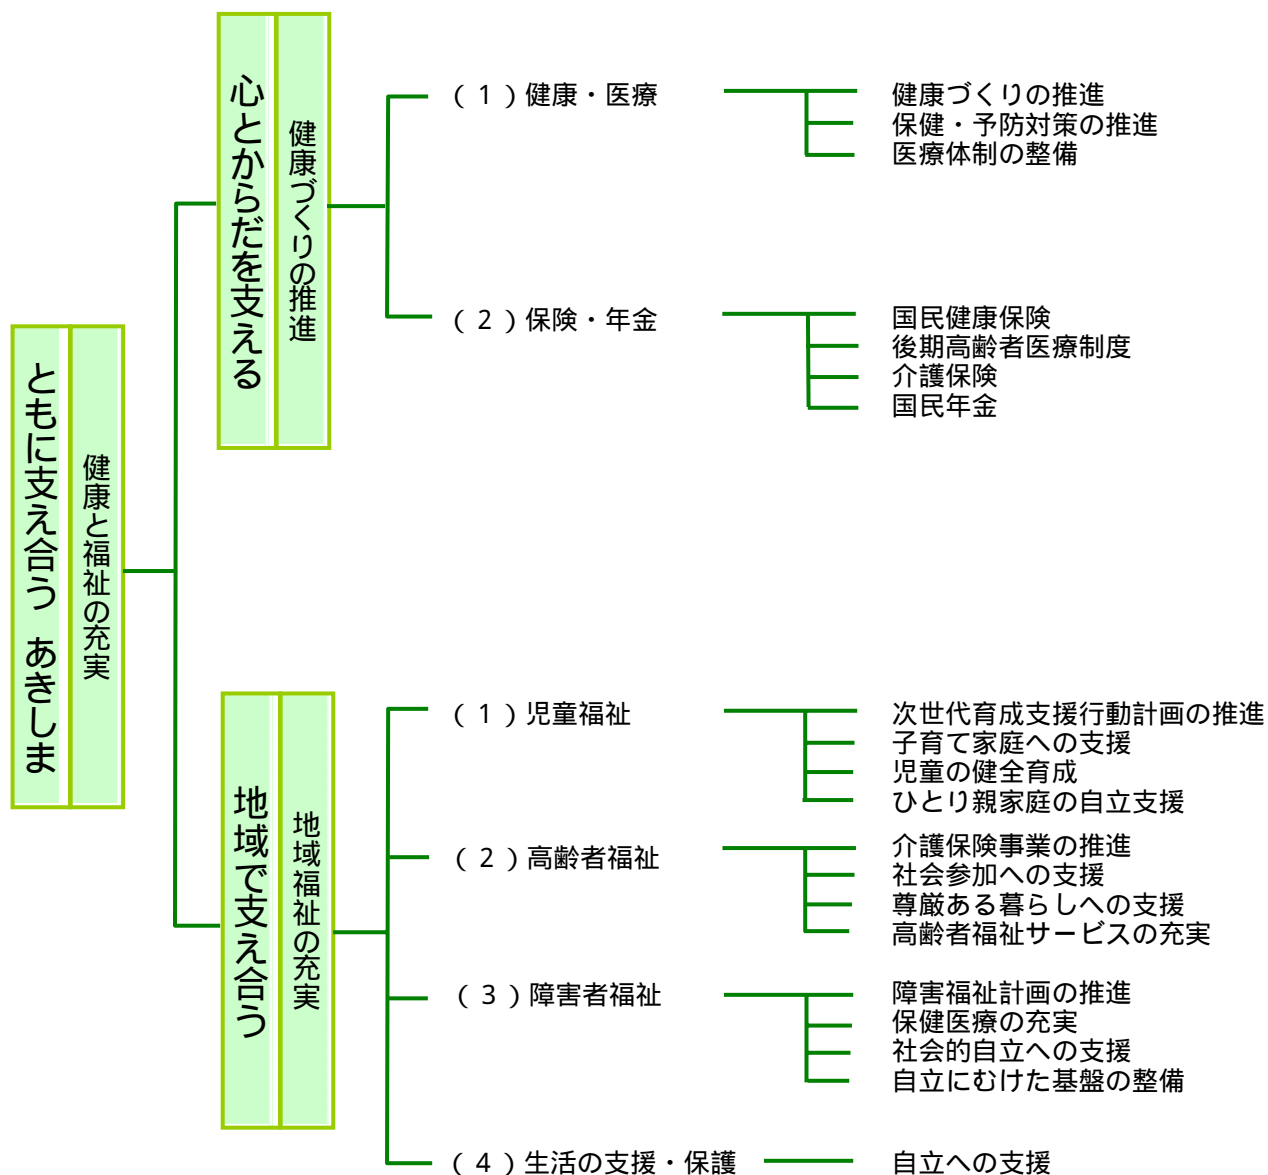 ともに支え合う あきしま
健康と福祉の充実
心とからだを支える
健康づくりの推進
(1)健康・医療
健康づくりの推進
保健・予防対策の推進
医療体制の整備
(2)保険・年金
国民健康保険
後期高齢者医療制度
介護保険
国民年金
地域で支え合う
地域福祉の充実
(1)児童福祉
次世代育成支援行動計画の推進
子育て家庭への支援
児童の健全育成
ひとり親家庭の自立支援
(2)高齢者福祉
介護保険事業の推進
社会参加への支援
尊厳ある暮らしへの支援
高齢者福祉サービスの充実
(3)障害者福祉
障害福祉計画の推進
保健医療の充実
社会的自立への支援
自立にむけた基盤の整備
(4)生活の支援・保護
自立への支援